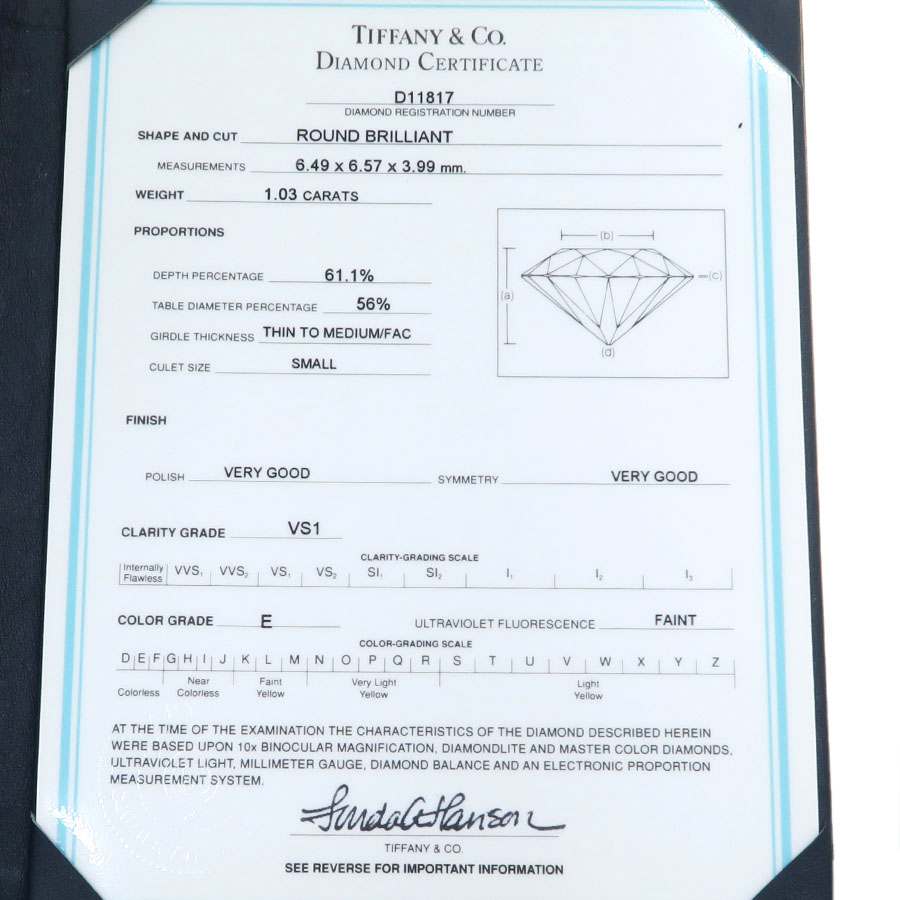 TIFFANY & CO.
DIAMOND CERTIFICATE
D11817
DIAMOND REGISTRATION NUMBER
SHAPE AND CUT ROUND BRILLIANT
MEASUREMENTS 6.49 x 6.57 x 3.99 mm.
WEIGHT 1.03 CARATS
PROPORTIONS
DEPTH PERCENTAGE 61.1%
TABLE DIAMETER PERCENTAGE 56%
GIRDLE THICKNESS THIN TO MEDIUM/FAC
CULET SIZE SMALL
(b)
(a)
(c)
(d)
FINISH
POLISH VERY GOOD SYMMETRY VERY GOOD
CLARITY GRADE VS1
CLARITY-GRADING SCALE
Internally Flawless VVS₁ VVS₂ VS₁ VS₂ SI₁ SI₂ I₁ I₂ I₃
COLOR GRADE E ULTRAVIOLET FLUORESCENCE FAINT
COLOR-GRADING SCALE
D E F G H I J K L M N O P Q R S T U V W X Y Z
Colorless Near Colorless Faint Yellow Very Light Yellow Light Yellow
AT THE TIME OF THE EXAMINATION THE CHARACTERISTICS OF THE DIAMOND DESCRIBED HEREIN
WERE BASED UPON 10x BINOCULAR MAGNIFICATION, DIAMONDLITE AND MASTER COLOR DIAMONDS,
ULTRAVIOLET LIGHT, MILLIMETER GAUGE, DIAMOND BALANCE AND AN ELECTRONIC PROPORTION
MEASUREMENT SYSTEM.
TIFFANY & CO.
SEE REVERSE FOR IMPORTANT INFORMATION